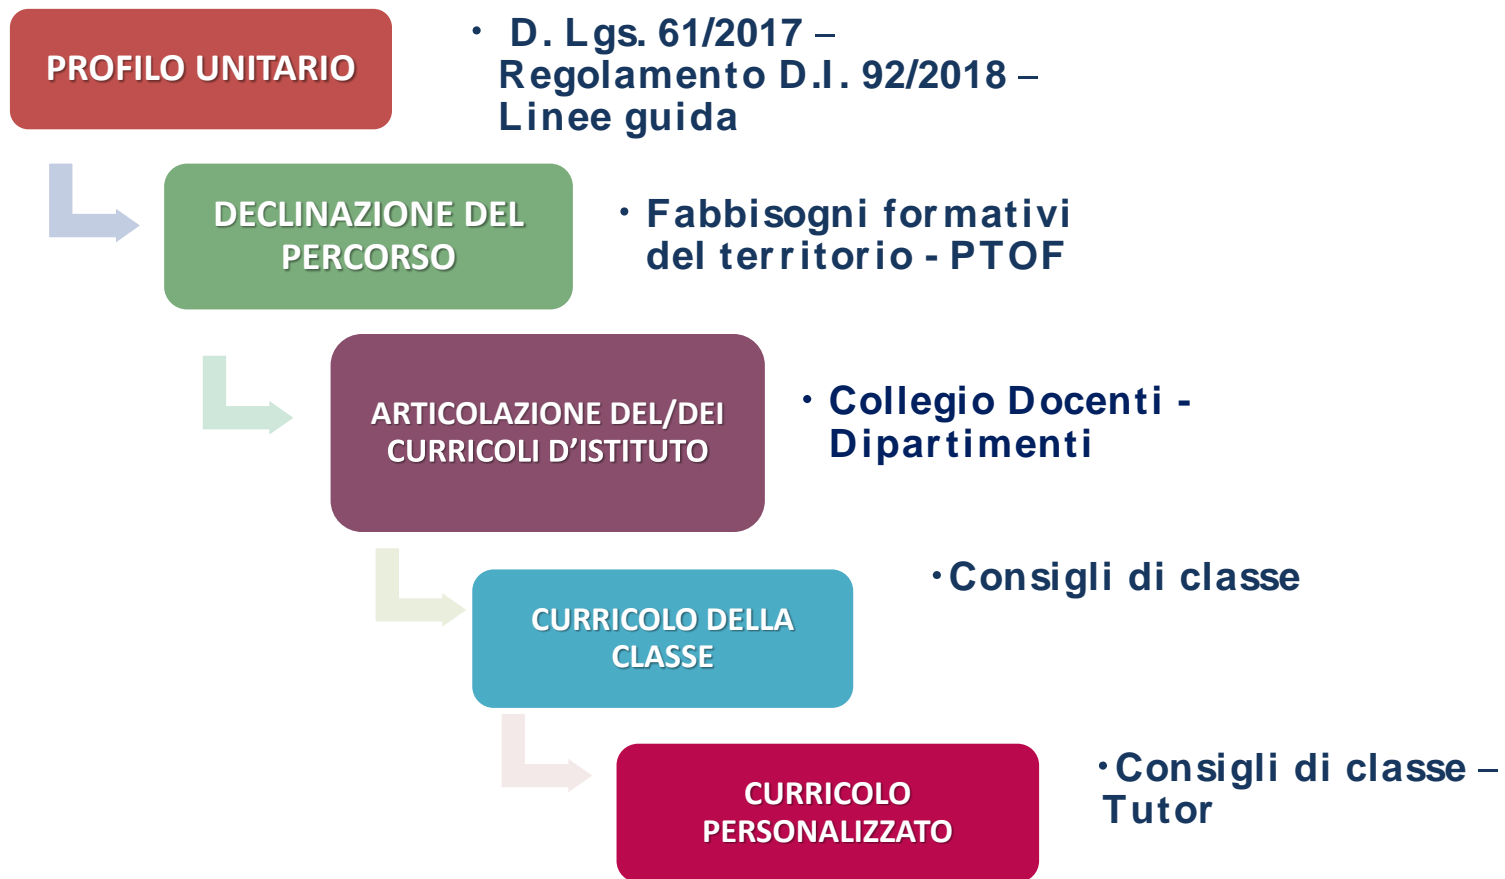 PROFILO UNITARIO
• D. Lgs. 61/2017 –
Regolamento D.I. 92/2018 –
Linee guida
DECLINAZIONE DEL
PERCORSO
• Fabbisogni formativi
del territorio - PTOF
ARTICOLAZIONE DEL/DEI
CURRICOLI D’ISTITUTO
• Collegio Docenti -
Dipartimenti
CURRICOLO DELLA
CLASSE
• Consigli di classe
CURRICOLO
PERSONALIZZATO
• Consigli di classe –
Tutor